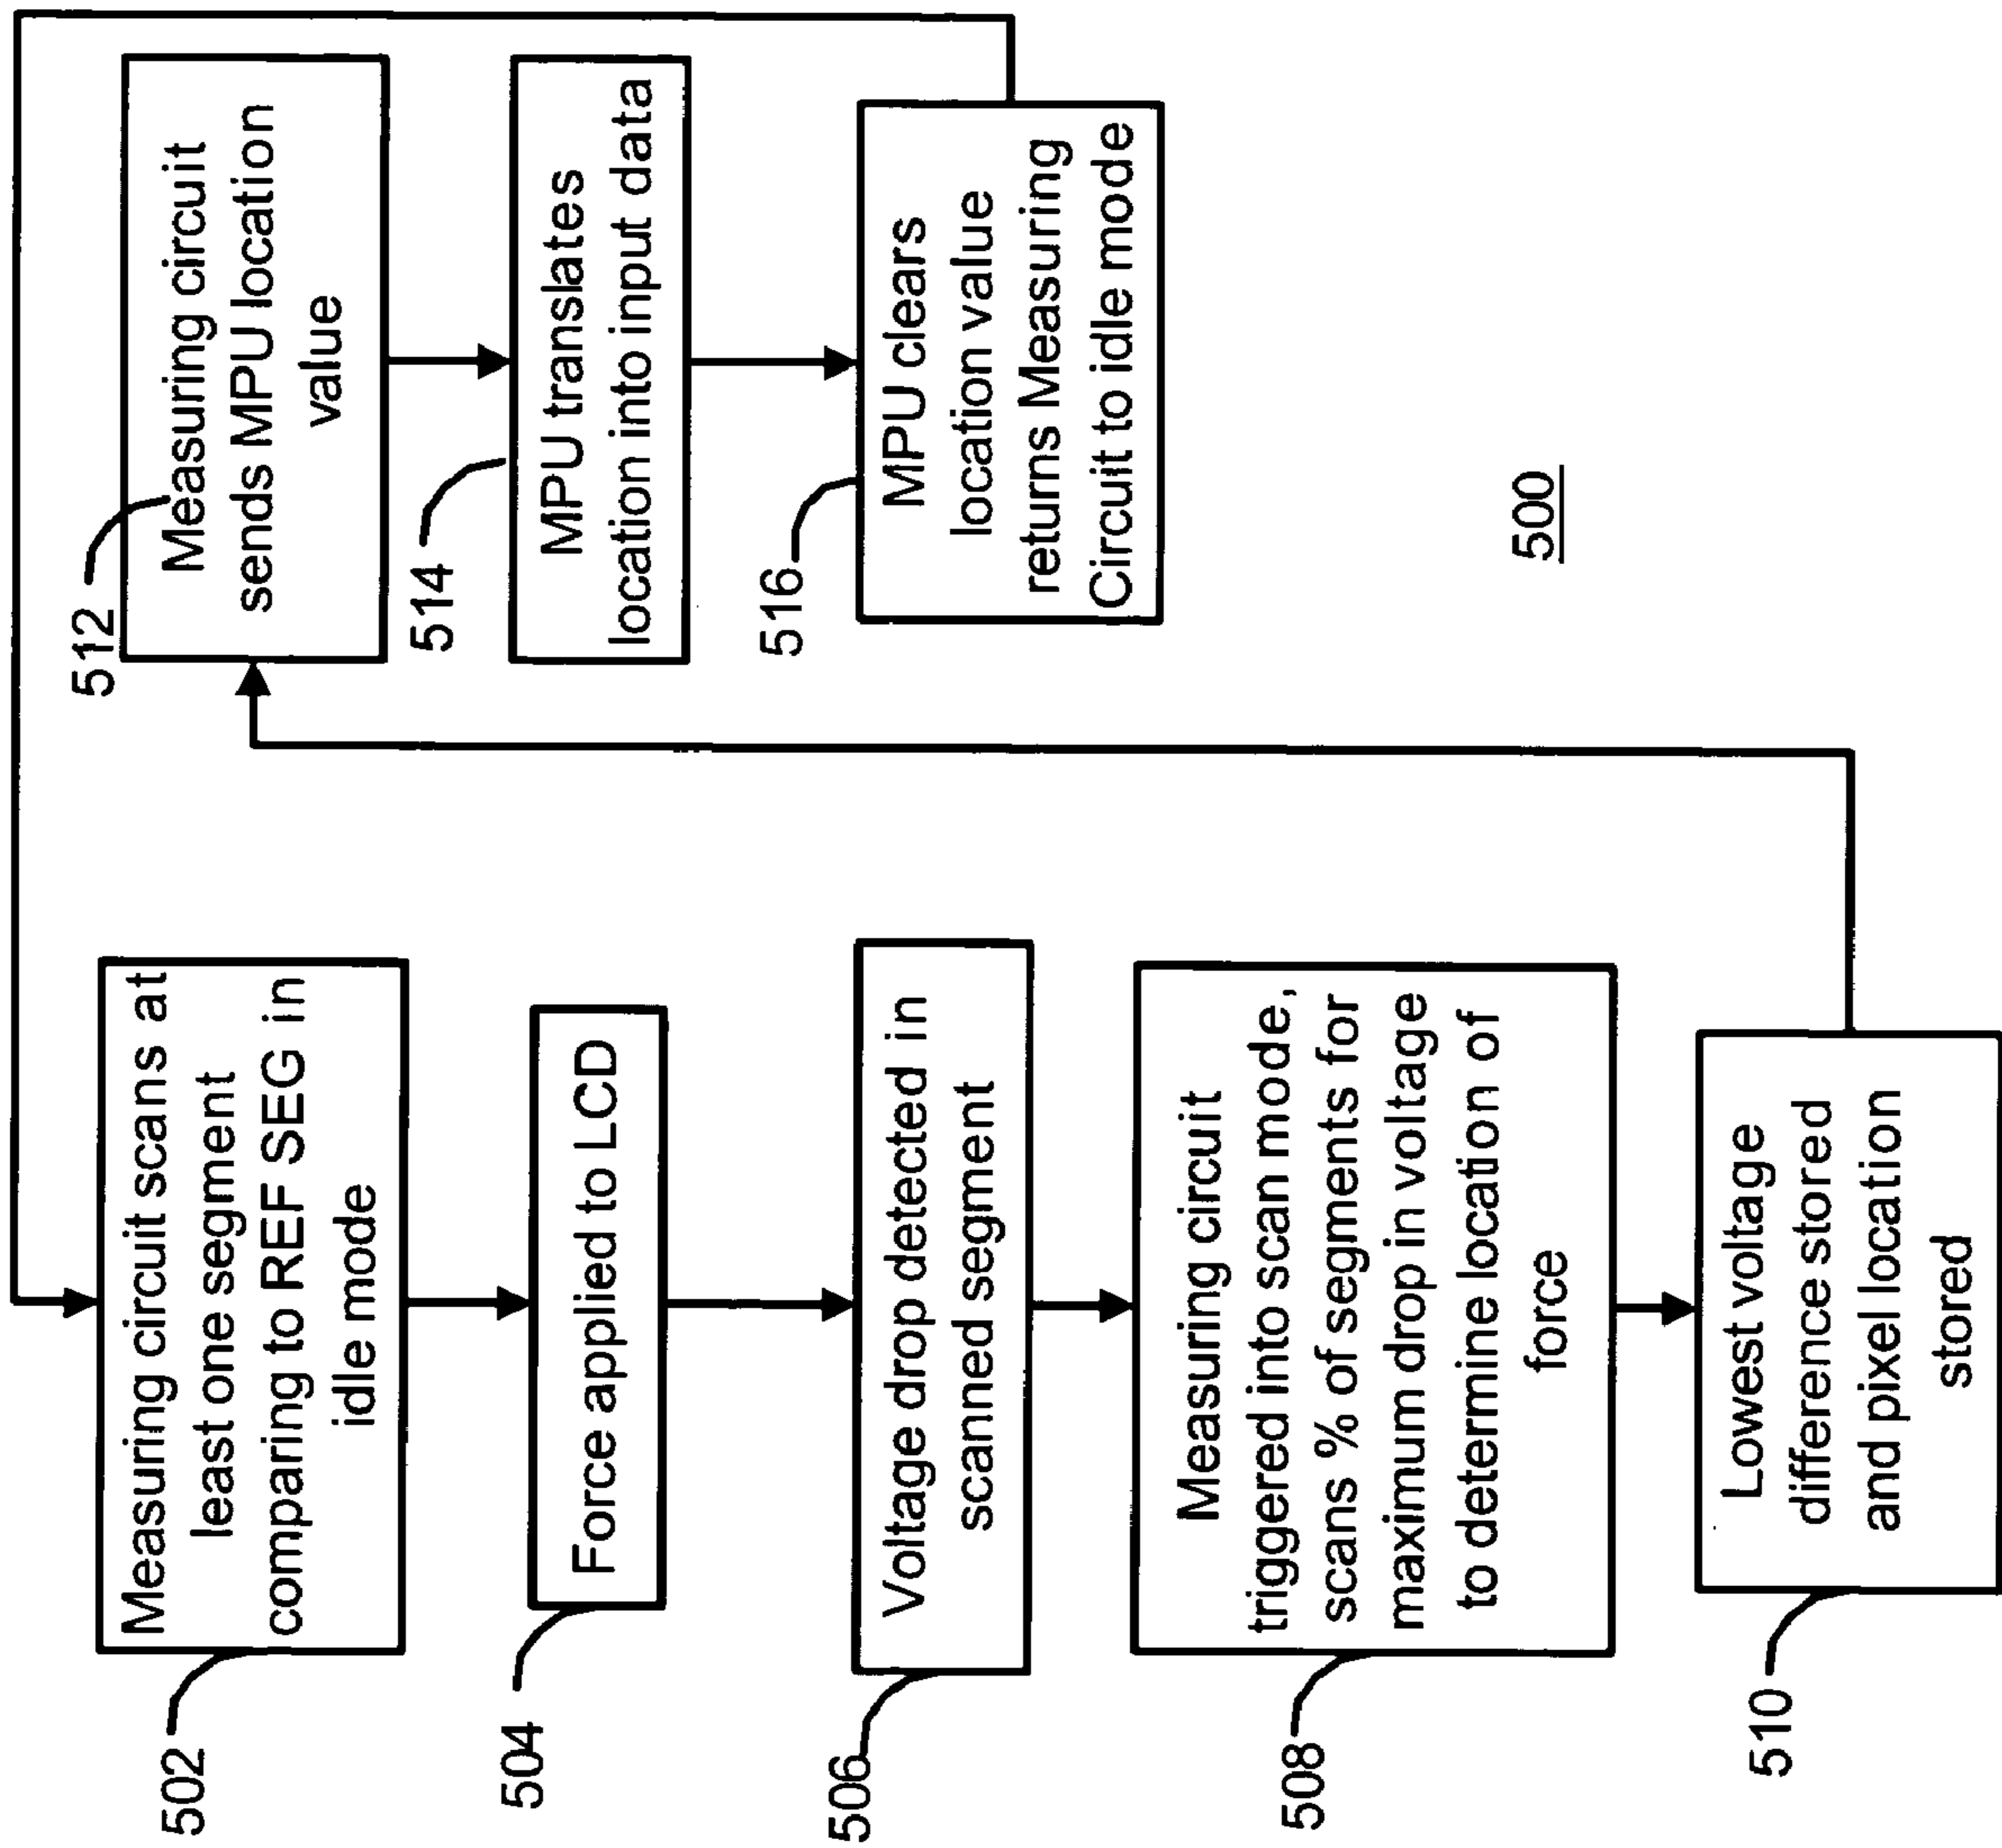 502
Measuring circuit scans at
least one segment
comparing to REF SEG in
idle mode
504
Force applied to LCD
506
Voltage drop detected in
scanned segment
508
Measuring circuit
triggered into scan mode,
scans % of segments for
maximum drop in voltage
to determine location of
force
510
Lowest voltage
difference stored
and pixel location
stored
512
Measuring circuit
sends MPU location
value
514
MPU translates
location into input data
516
MPU clears
location value
returns Measuring
Circuit to idle mode
500